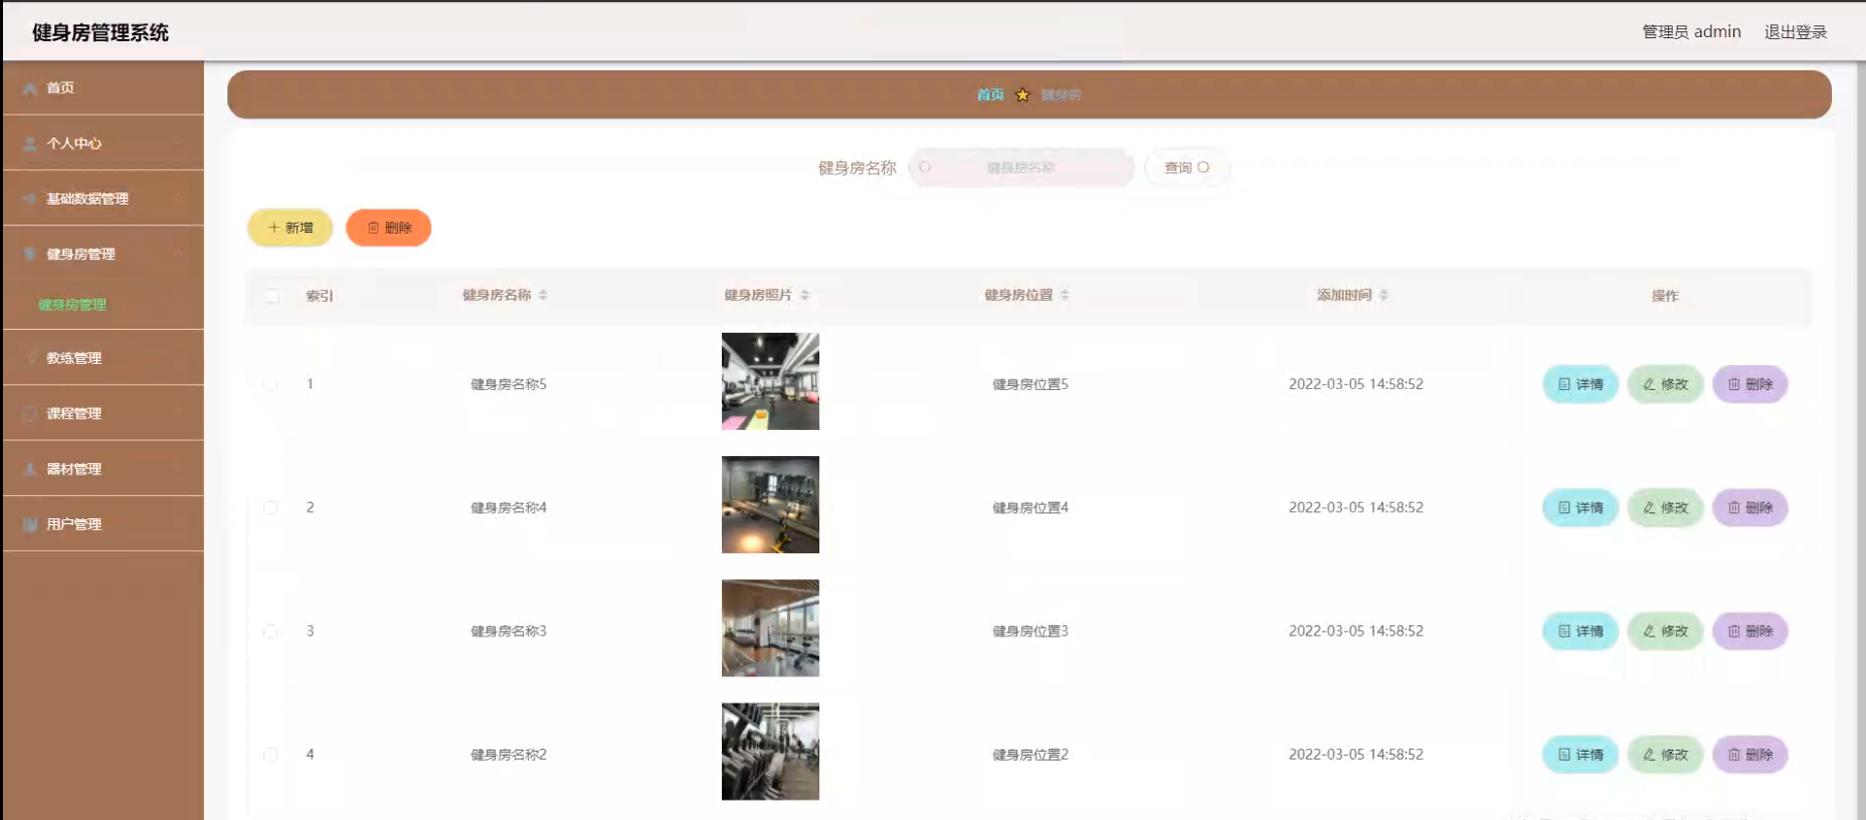 健身房管理系统
管理员 admin 退出登录
首页
个人中心
基础数据管理
健身房管理
健身房管理
教练管理
课程管理
器材管理
用户管理
首页 健身房
健身房名称 健身房名称 查询
新增 删除
索引 健身房名称 健身房照片 健身房位置 添加时间 操作
1 健身房名称5 健身房位置5 2022-03-05 14:58:52 详情 修改 删除
2 健身房名称4 健身房位置4 2022-03-05 14:58:52 详情 修改 删除
3 健身房名称3 健身房位置3 2022-03-05 14:58:52 详情 修改 删除
4 健身房名称2 健身房位置2 2022-03-05 14:58:52 详情 修改 删除